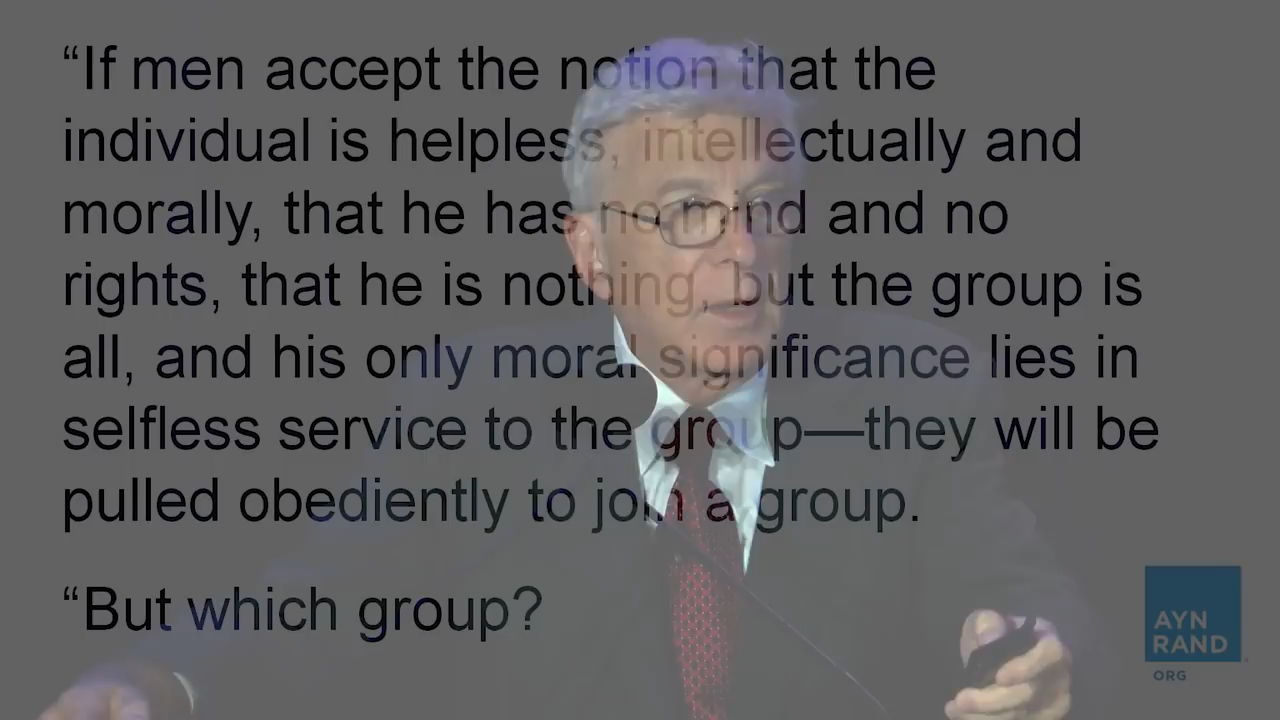 “If men accept the notion that the
individual is helpless, intellectually and
morally, that he has no mind and no
rights, that he is nothing, but the group is
all, and his only moral significance lies in
selfless service to the group—they will be
pulled obediently to join a group.
“But which group?
AYN
RAND
ORG